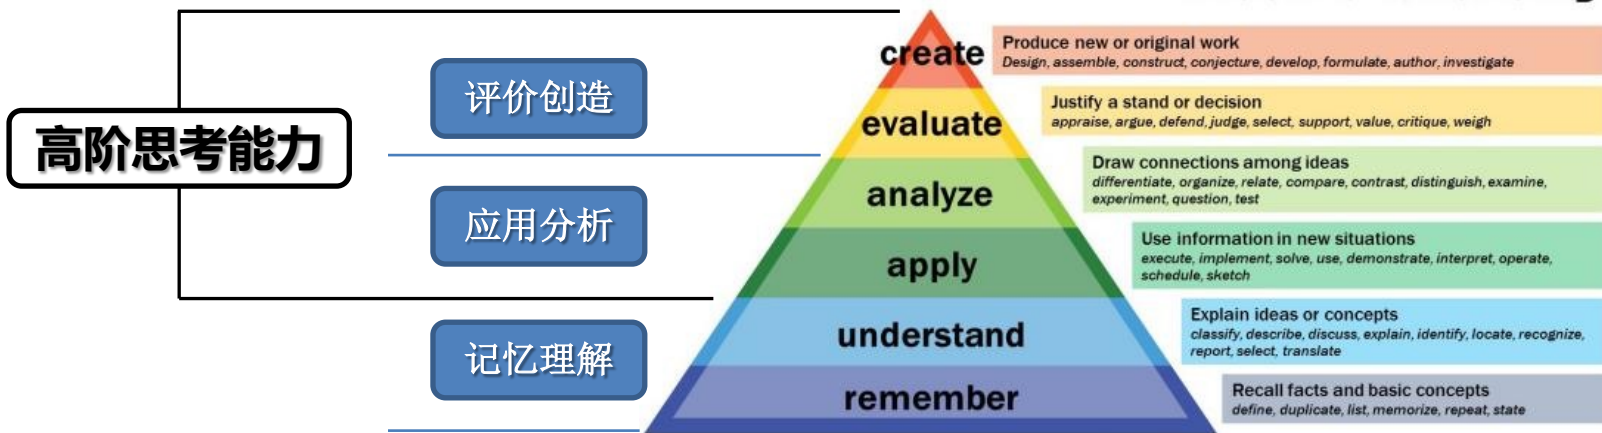 高阶思考能力
评价创造
应用分析
记忆理解
create
evaluate
analyze
apply
understand
remember
Produce new or original work
Design, assemble, construct, conjecture, develop, formulate, author, investigate
Justify a stand or decision
appraise, argue, defend, judge, select, support, value, critique, weigh
Draw connections among ideas
differentiate, organize, relate, compare, contrast, distinguish, examine,
experiment, question, test
Use information in new situations
execute, implement, solve, use, demonstrate, interpret, operate,
schedule, sketch
Explain ideas or concepts
classify, describe, discuss, explain, identify, locate, recognize,
report, select, translate
Recall facts and basic concepts
define, duplicate, list, memorize, repeat, state